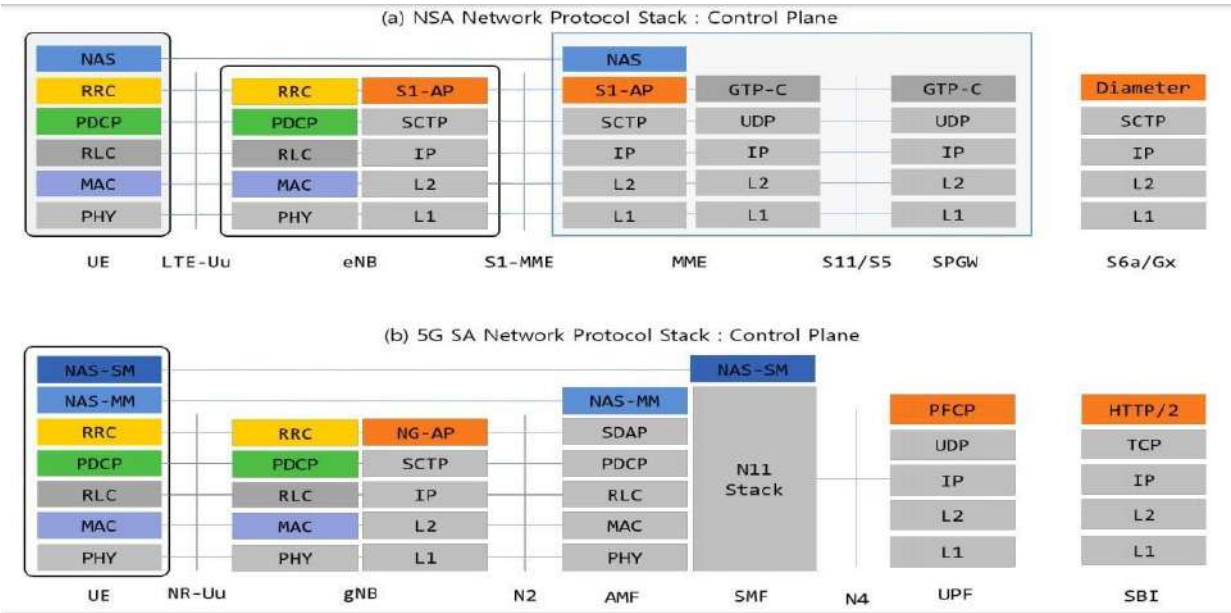 (a) NSA Network Protocol Stack : Control Plane
NAS NAS
RRC RRC S1-AP S1-AP GTP-C GTP-C Diameter
PDCP PDCP SCTP SCTP UDP UDP SCTP
RLC RLC IP IP IP IP IP
MAC MAC L2 L2 L2 L2 L2
PHY PHY L1 L1 L1 L1 L1
UE LTE-Uu eNB S1-MME MME S11/S5 SPGW S6a/Gx
(b) 5G SA Network Protocol Stack : Control Plane
NAS-SM NAS-SM
NAS-MM NAS-MM PFCP HTTP/2
RRC RRC NG-AP SDAP UDP TCP
PDCP PDCP SCTP PDCP N11 Stack IP IP
RLC RLC IP RLC L2 L2
MAC MAC L2 MAC L1 L1
PHY PHY L1 PHY
UE NR-Uu gNB N2 AMF SMF N4 UPF SBI